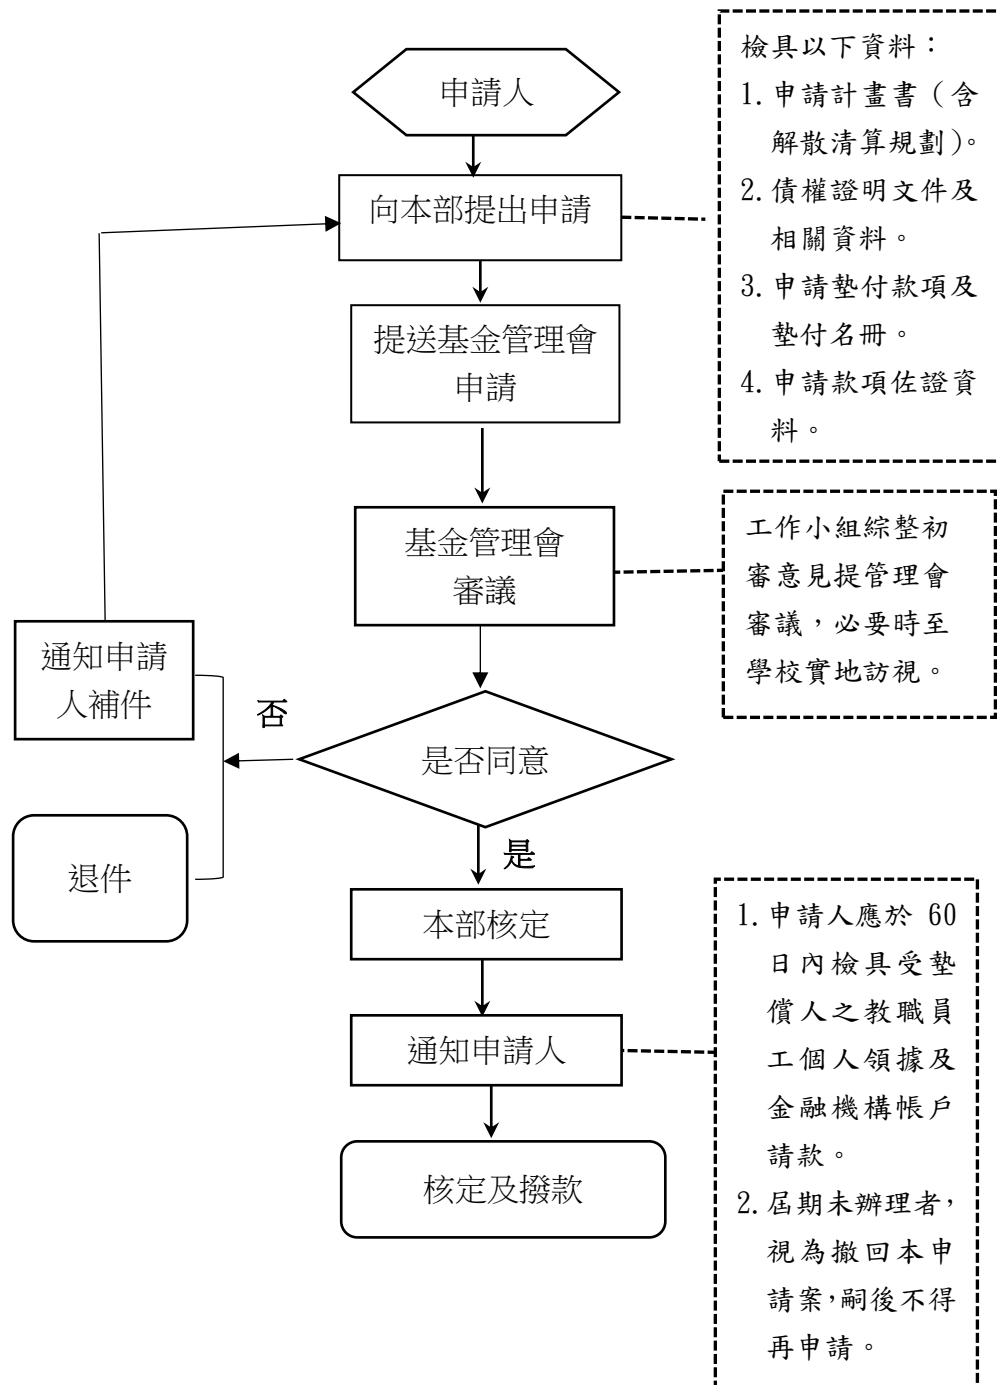 申請人
向本部提出申請
檢具以下資料：
1. 申請計畫書（含
解散清算規劃）。
2. 債權證明文件及
相關資料。
3. 申請墊付款項及
墊付名冊。
4. 申請款項佐證資
料。
提送基金管理會
申請
基金管理會
審議
工作小組綜整初
審意見提管理會
審議，必要時至
學校實地訪視。
是否同意
否
通知申請
人補件
退件
是
本部核定
通知申請人
1. 申請人應於 60
日內檢具受墊
償人之教職員
工個人領據及
金融機構帳戶
請款。
2. 屆期未辦理者，
視為撤回本申
請案，嗣後不得
再申請。
核定及撥款